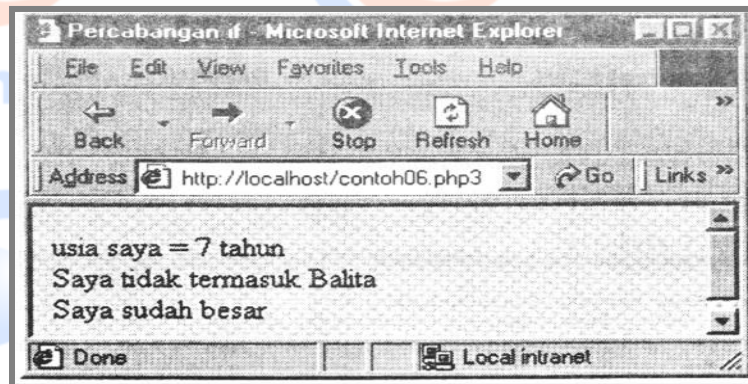 Percabangan if - Microsoft Internet Explorer
File Edit View Favorites Tools Help
Back Forward Stop Refresh Home »
Address http://localhost/contoh06.php3 Go Links »
usia saya = 7 tahun
Saya tidak termasuk Balita
Saya sudah besar
Done Local intranet